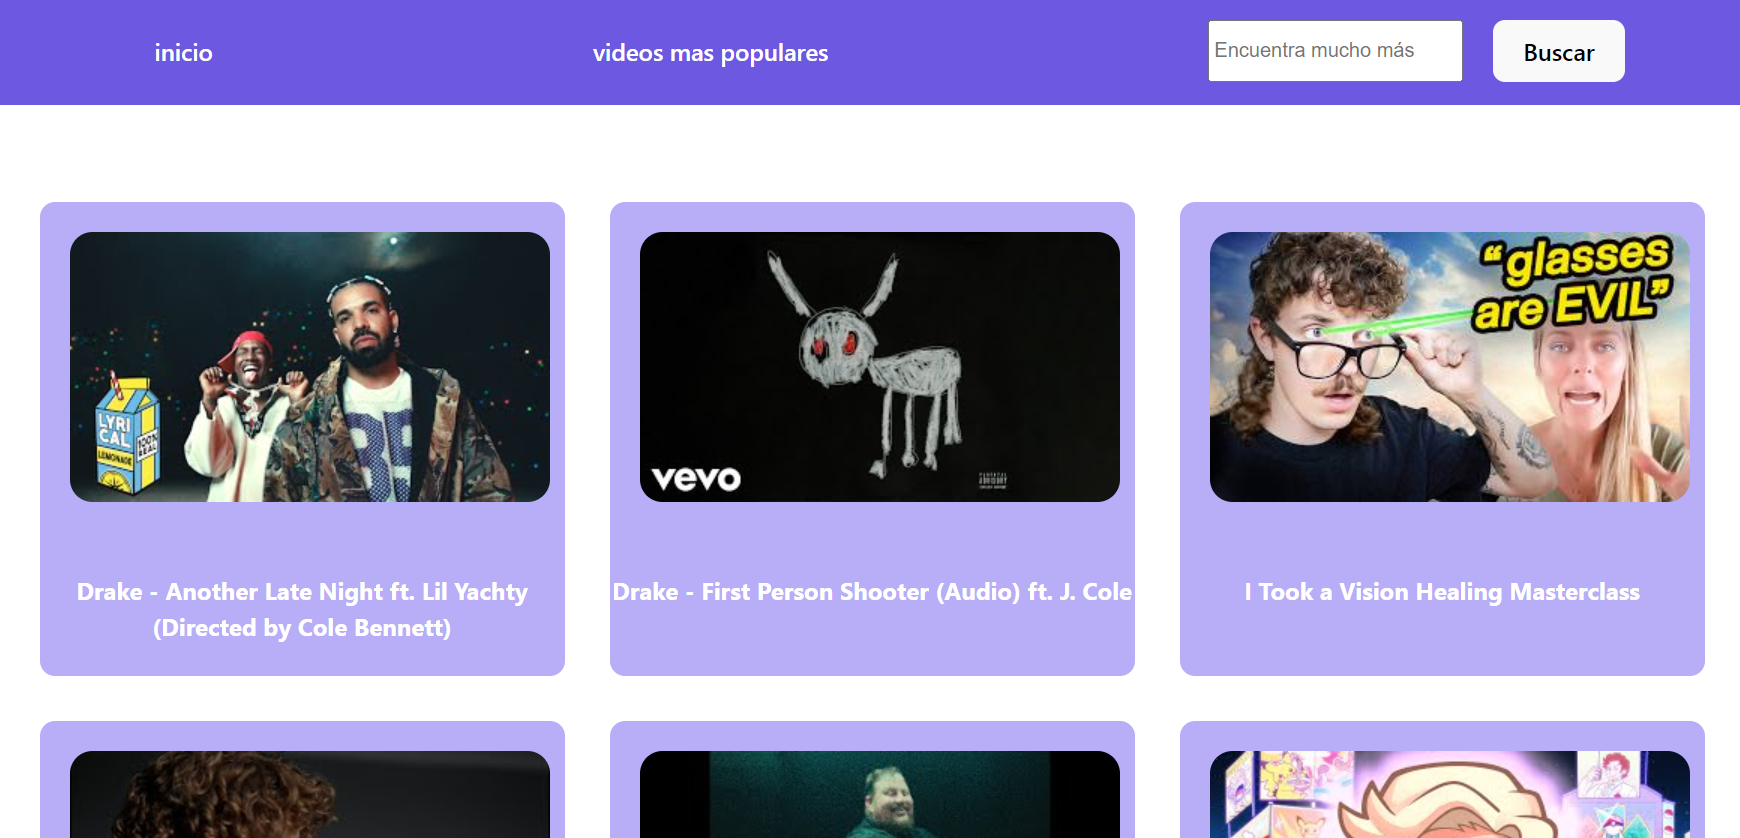 inicio
videos mas populares
Encuentra mucho más
Buscar
LYRI
CAL
LEMONADE
100%
REAL
vevo
PARENTAL
ADVISORY
“glasses
are EVIL”
Drake - Another Late Night ft. Lil Yachty
(Directed by Cole Bennett)
Drake - First Person Shooter (Audio) ft. J. Cole
I Took a Vision Healing Masterclass